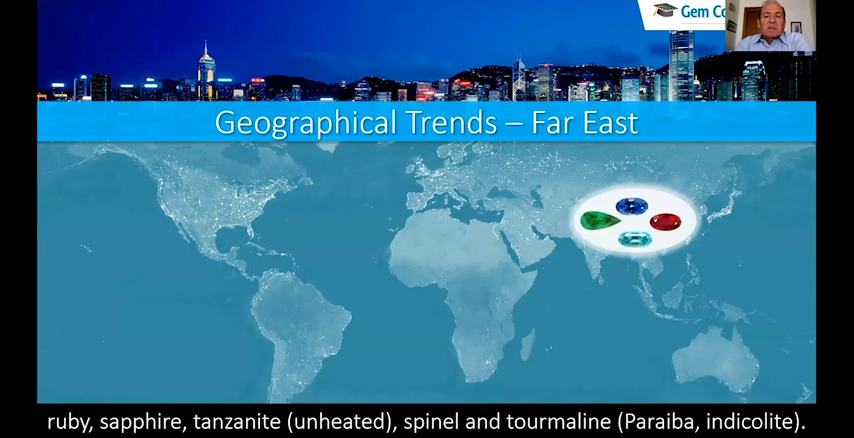 Gem Co
Geographical Trends – Far East
ruby, sapphire, tanzanite (unheated), spinel and tourmaline (Paraiba, indicolite).